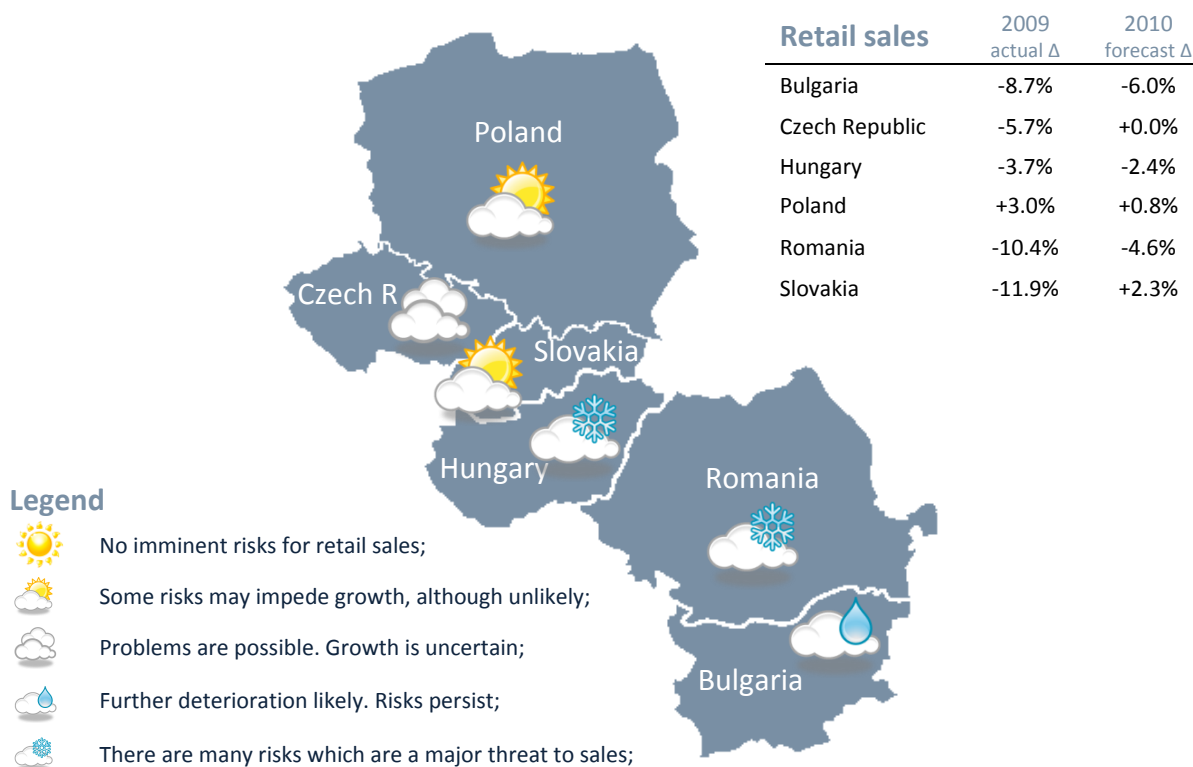 Retail sales 2009 2010
actual Δ forecast Δ
Bulgaria -8.7% -6.0%
Czech Republic -5.7% +0.0%
Hungary -3.7% -2.4%
Poland +3.0% +0.8%
Romania -10.4% -4.6%
Slovakia -11.9% +2.3%
Poland
Czech R
Slovakia
Hungary
Romania
Bulgaria
Legend
No imminent risks for retail sales;
Some risks may impede growth, although unlikely;
Problems are possible. Growth is uncertain;
Further deterioration likely. Risks persist;
There are many risks which are a major threat to sales;